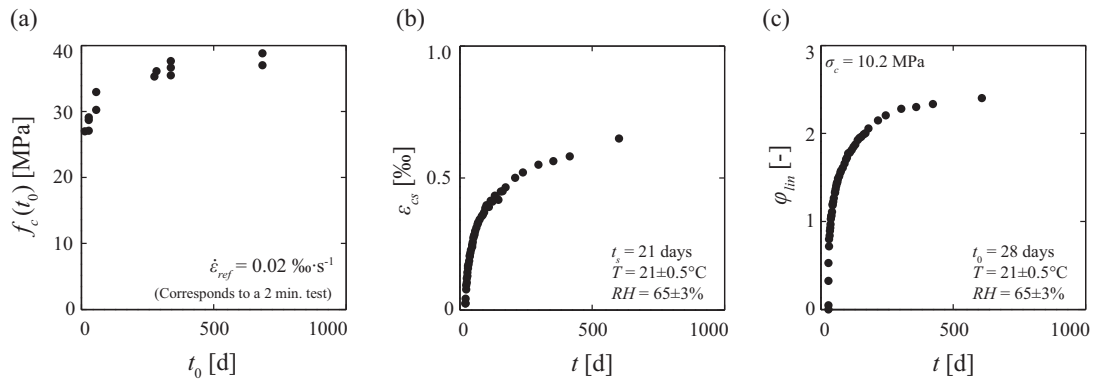 (a)
40
30
20
10
0
0 500 1000
f_c(t_0) [MPa]
t_0 [d]
ε̇_ref = 0.02 ‰·s⁻¹
(Corresponds to a 2 min. test)
(b)
1.0
0.5
0
0 500 1000
ε_cs [‰]
t [d]
t_s = 21 days
T = 21±0.5°C
RH = 65±3%
(c)
3
2
1
0
0 500 1000
φ_lin [-]
t [d]
σ_c = 10.2 MPa
t_0 = 28 days
T = 21±0.5°C
RH = 65±3%